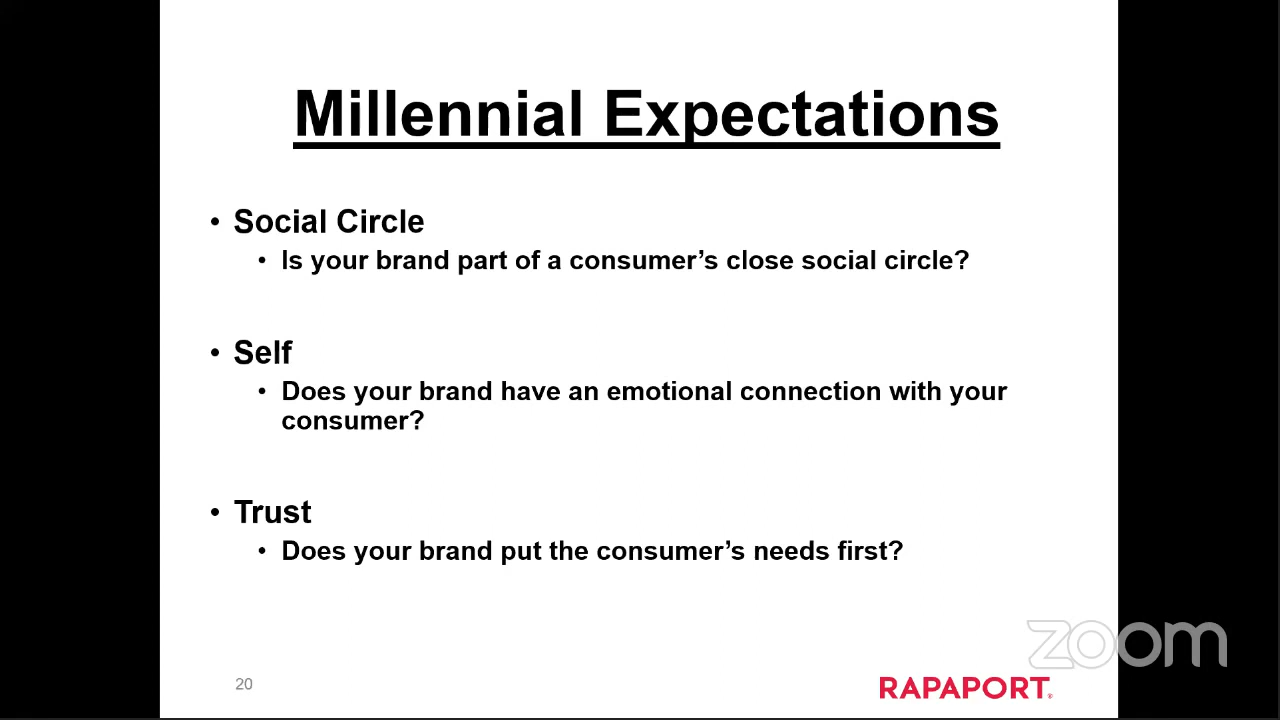 Millennial Expectations
• Social Circle
• Is your brand part of a consumer’s close social circle?
• Self
• Does your brand have an emotional connection with your
consumer?
• Trust
• Does your brand put the consumer’s needs first?
zoom
20
RAPAPORT®